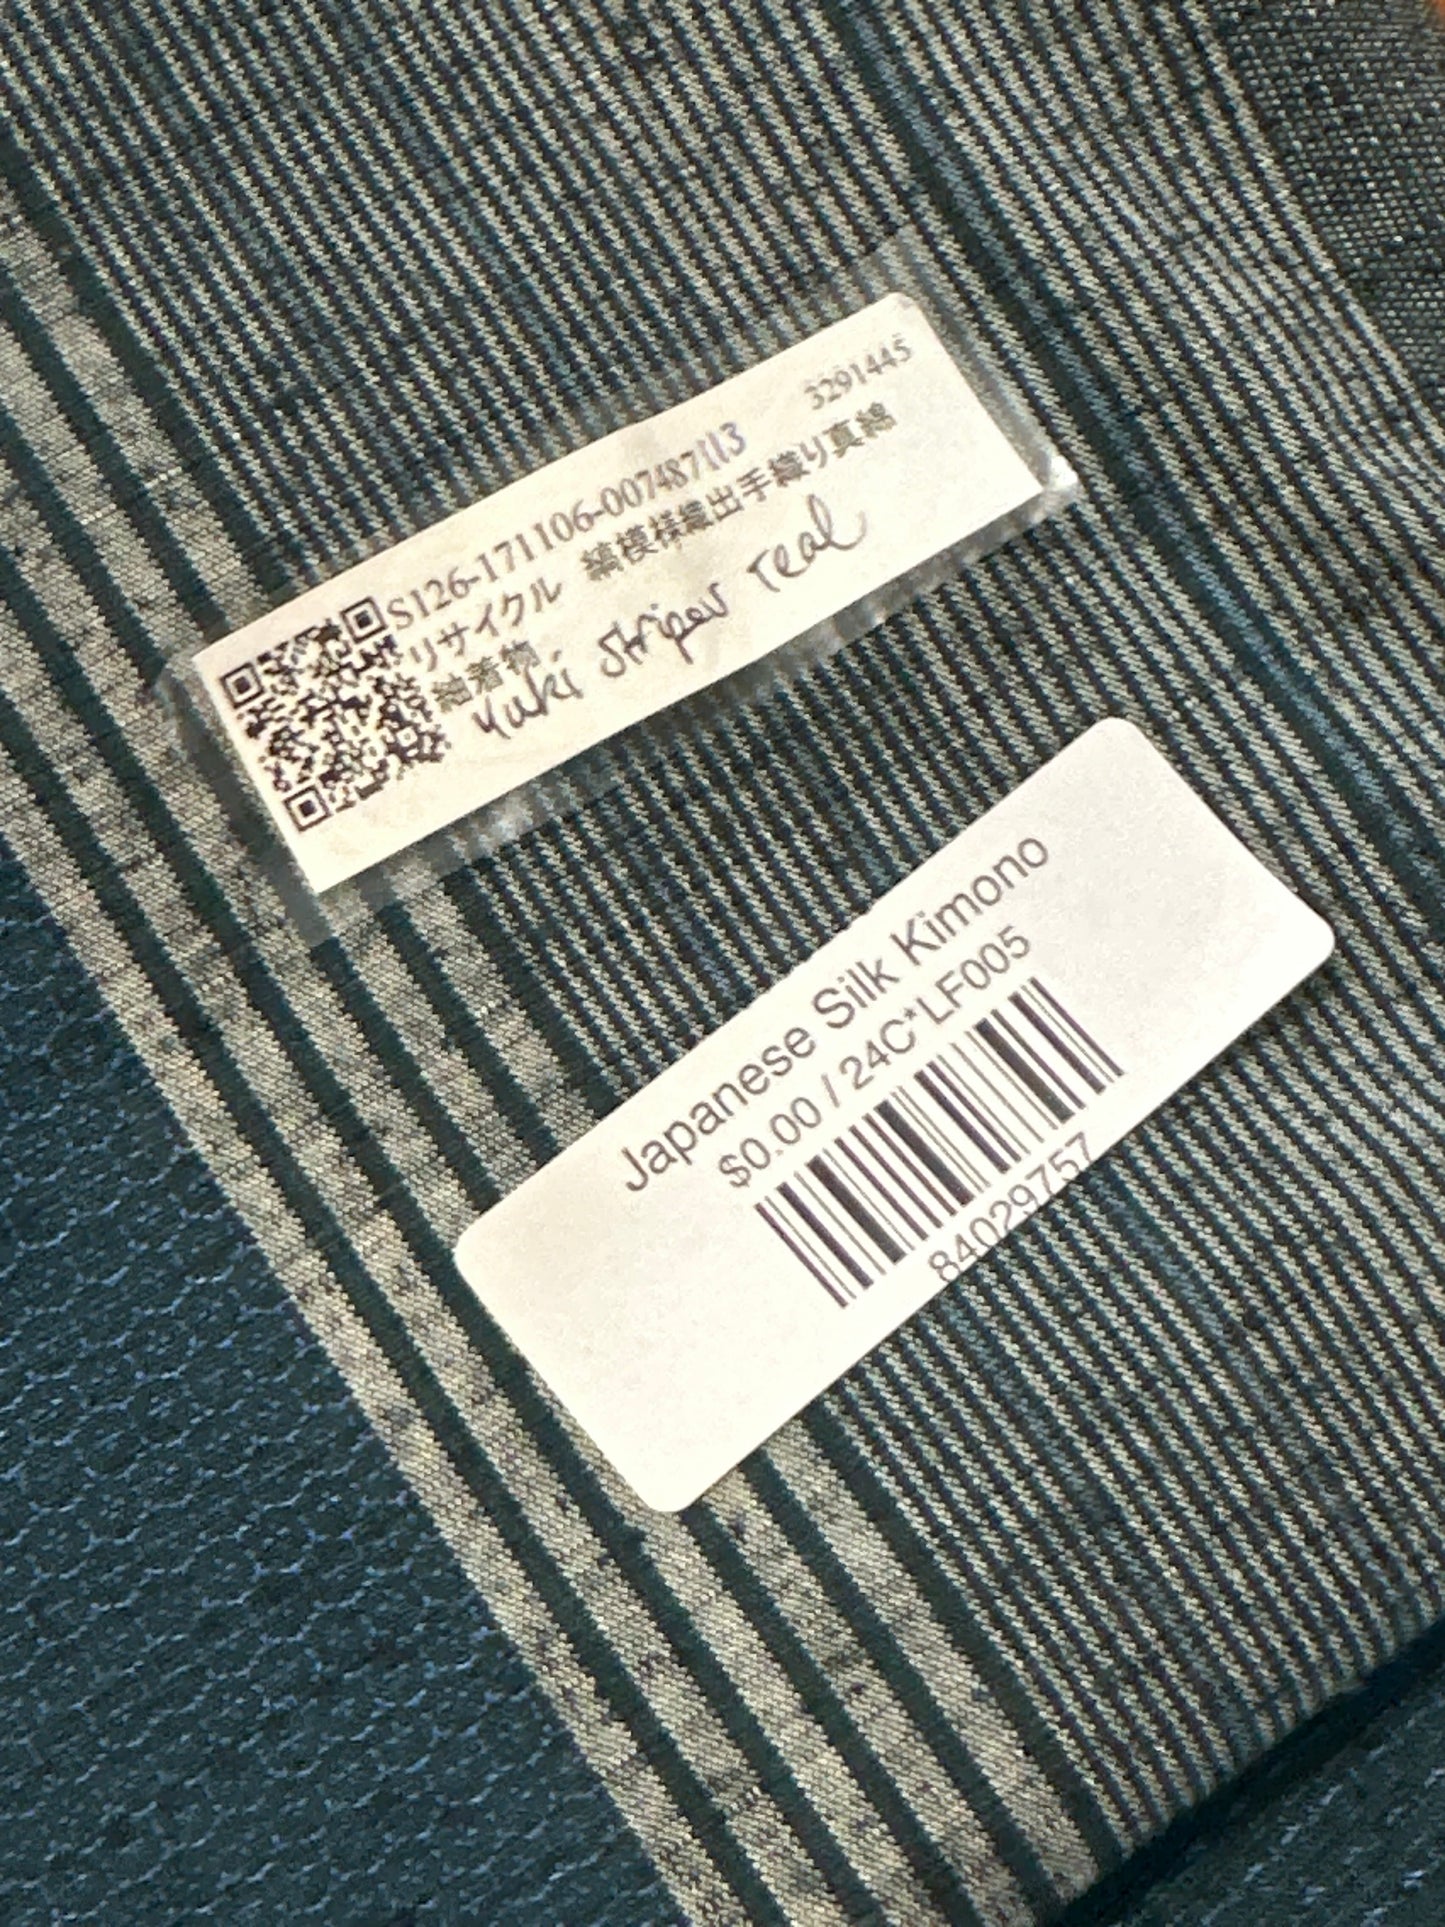 S126-171106-007487113 3291445
リサイクル 縞模様織出手織り真綿
紬着物
yuki stripes real
Japanese Silk Kimono
$0.00 / 24C*LF005
84029757